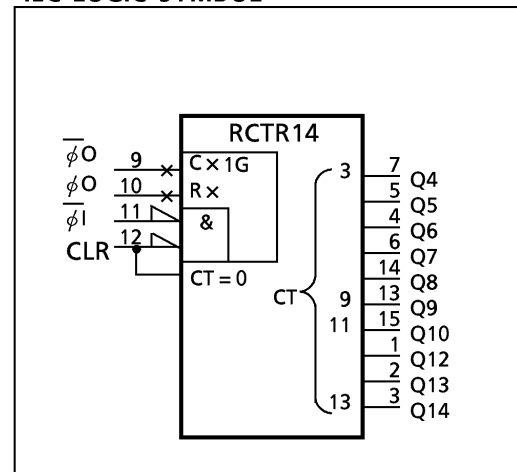 IEC LOGIC SYMBOL
RCTR14
φ̅O 9 CX 1G
φO 10 RX
φ̅I 11 &
CLR 12
CT = 0
CT
3 7 Q4
5 Q5
4 Q6
6 Q7
14 Q8
9 13 Q9
11 15 Q10
1 Q12
2 Q13
13 3 Q14